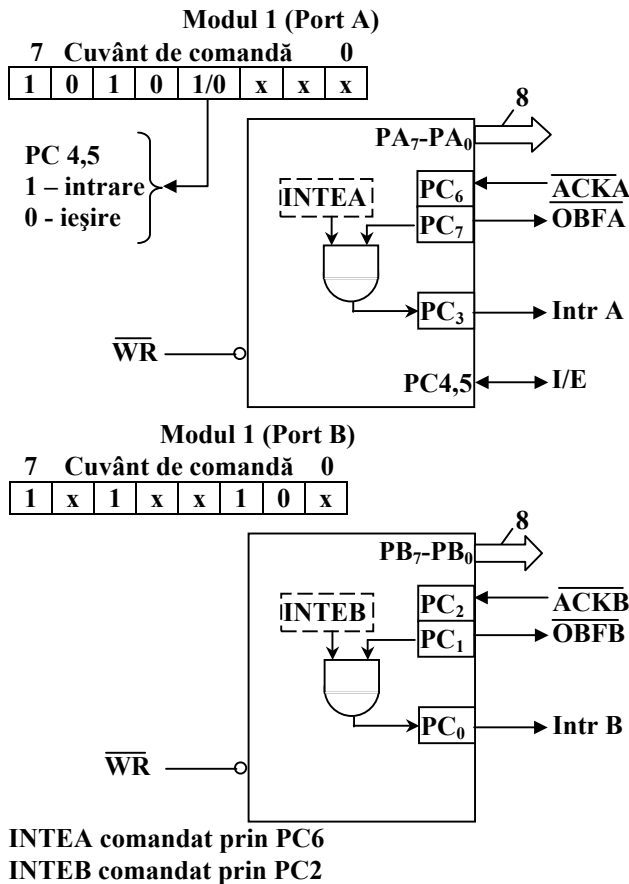 Modul 1 (Port A)
7 Cuvânt de comandă 0
1 0 1 0 1/0 x x x
8
PA7-PA0
PC 4,5
1 – intrare
0 - ieşire
INTEA
PC6
ACKA
PC7
OBFA
PC3
Intr A
WR
PC4,5
I/E
Modul 1 (Port B)
7 Cuvânt de comandă 0
1 x 1 x x 1 0 x
8
PB7-PB0
INTEB
PC2
ACKB
PC1
OBFB
PC0
Intr B
WR
INTEA comandat prin PC6
INTEB comandat prin PC2